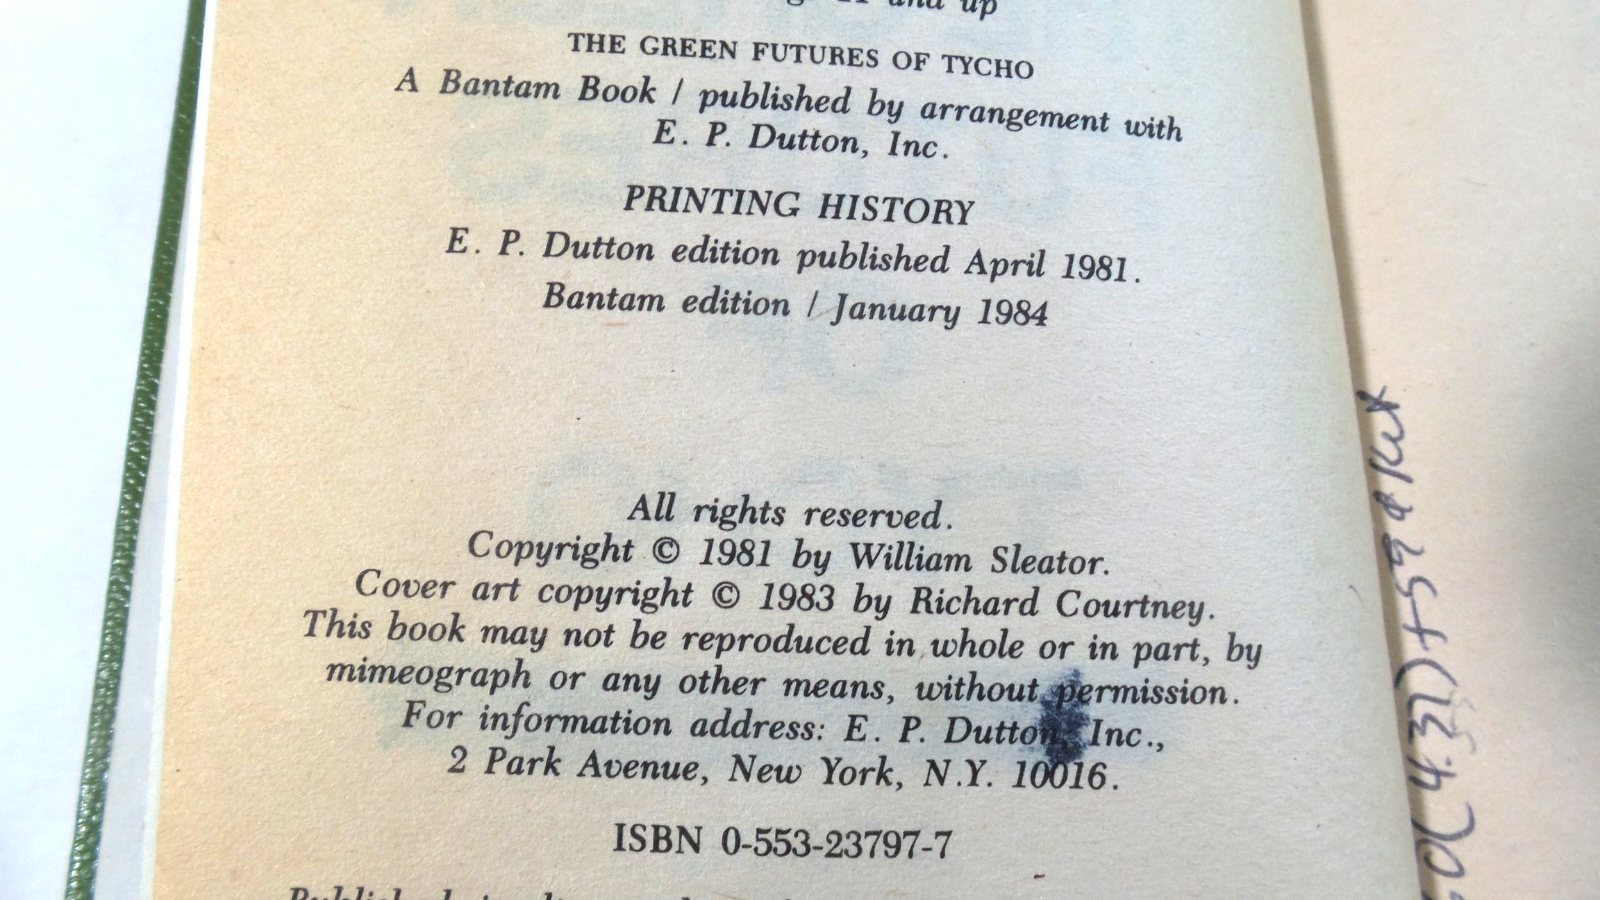 and up
THE GREEN FUTURES OF TYCHO
A Bantam Book / published by arrangement with
E. P. Dutton, Inc.
PRINTING HISTORY
E. P. Dutton edition published April 1981.
Bantam edition / January 1984
All rights reserved.
Copyright © 1981 by William Sleator.
Cover art copyright © 1983 by Richard Courtney.
This book may not be reproduced in whole or in part, by
mimeograph or any other means, without permission.
For information address: E. P. Dutton, Inc.,
2 Park Avenue, New York, N.Y. 10016.
ISBN 0-553-23797-7